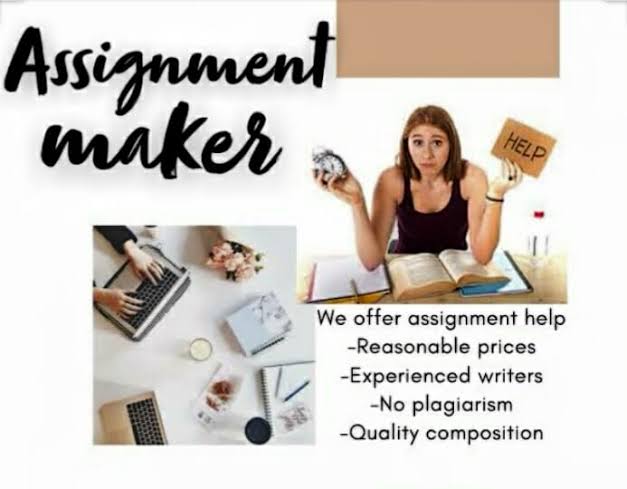 Assignment
maker
HELP
We offer assignment help
-Reasonable prices
-Experienced writers
-No plagiarism
-Quality composition